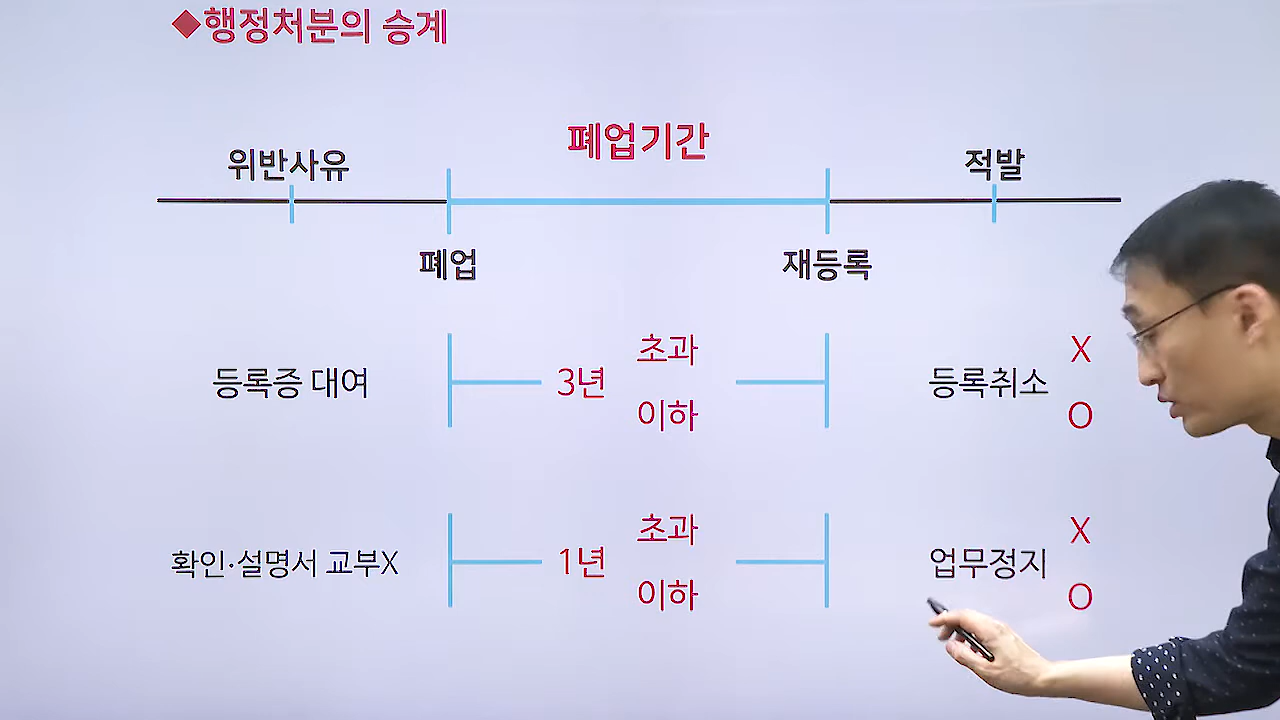 ◆행정처분의 승계
폐업기간
위반사유
적발
폐업
재등록
등록증 대여
3년
초과
이하
등록취소
X
O
확인·설명서 교부X
1년
초과
이하
업무정지
X
O